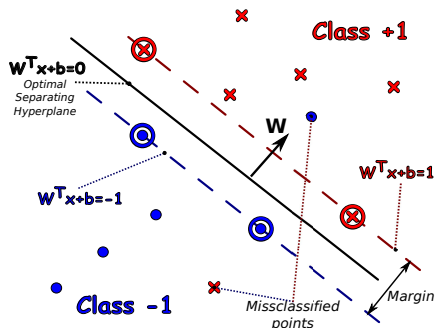 Class +1
W^T x+b=0
Optimal
Separating
Hyperplane
W
W^T x+b=1
W^T x+b=-1
Margin
Class -1
Missclassified
points